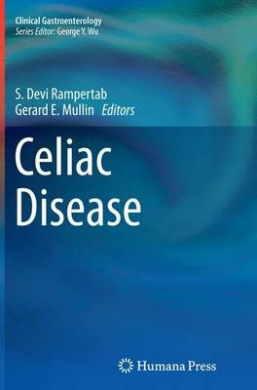 Clinical Gastroenterology
Series Editor: George Y. Wu
S. Devi Rampertab
Gerard E. Mullin Editors
Celiac
Disease
Humana Press